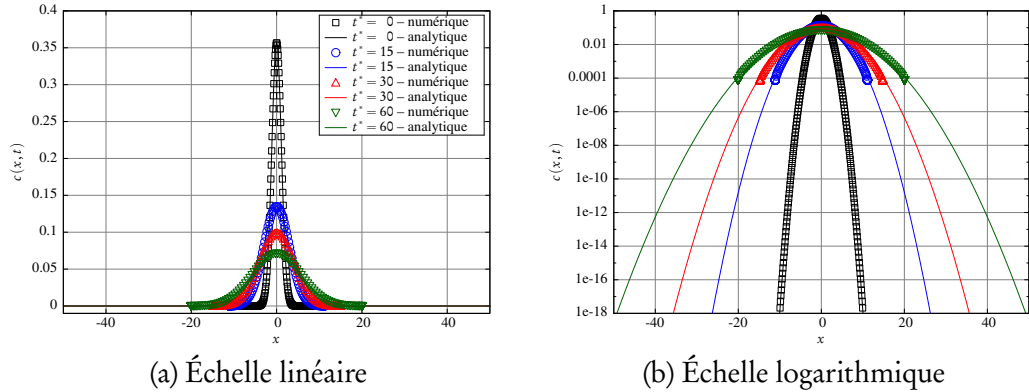 0.4
0.35
0.3
0.25
0.2
0.15
0.1
0.05
0
c(x,t)
-40
-20
0
20
40
x
t* = 0 – numérique
t* = 0 – analytique
t* = 15 – numérique
t* = 15 – analytique
t* = 30 – numérique
t* = 30 – analytique
t* = 60 – numérique
t* = 60 – analytique
(a) Échelle linéaire
1
0.01
0.0001
1e-06
1e-08
1e-10
1e-12
1e-14
1e-16
1e-18
c(x,t)
-40
-20
0
20
40
x
(b) Échelle logarithmique